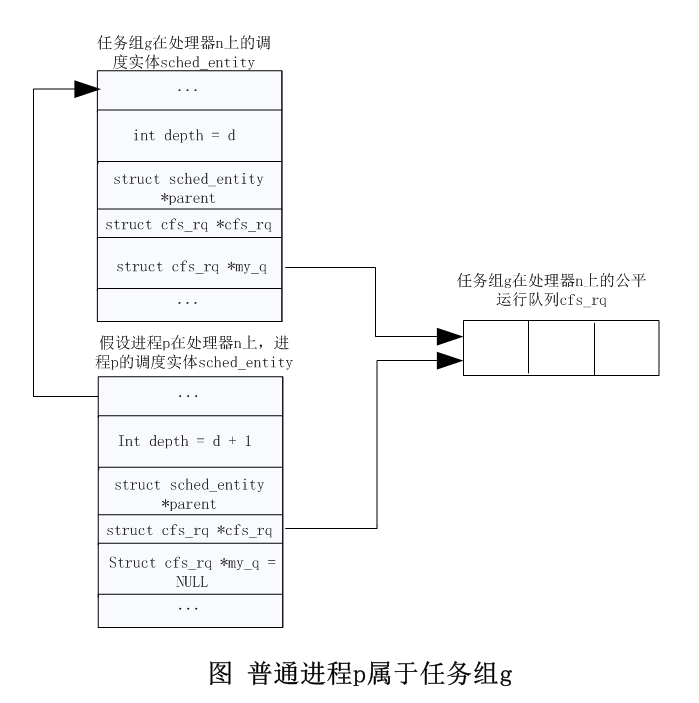 任务组g在处理器n上的调
度实体sched_entity
...
int depth = d
struct sched_entity
*parent
struct cfs_rq *cfs_rq
struct cfs_rq *my_q
...
任务组g在处理器n上的公平
运行队列cfs_rq
假设进程p在处理器n上，进
程p的调度实体sched_entity
...
Int depth = d + 1
struct sched_entity
*parent
struct cfs_rq *cfs_rq
Struct cfs_rq *my_q =
NULL
...
图 普通进程p属于任务组g